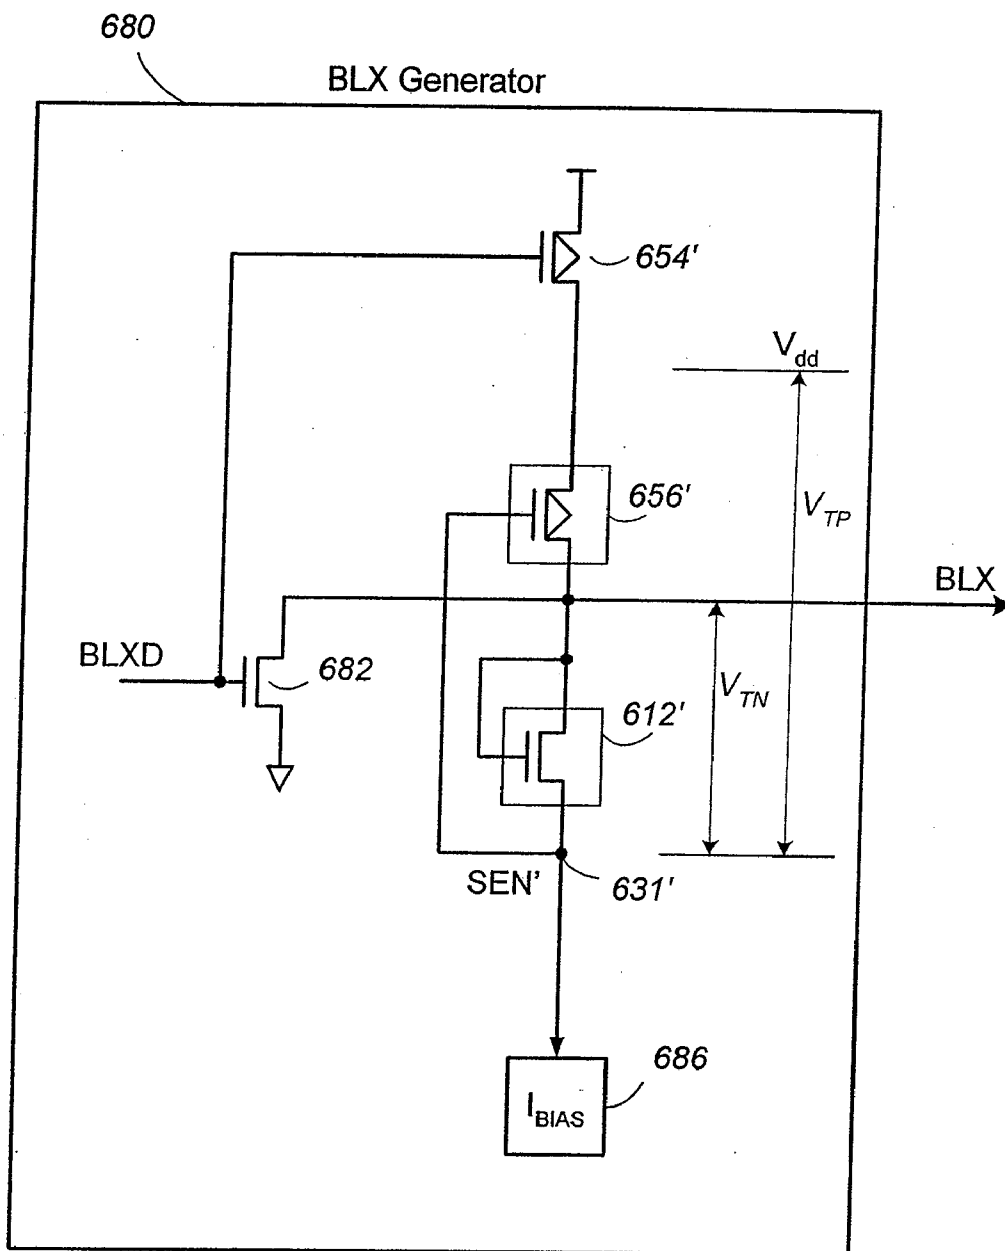 680
BLX Generator
654'
V_dd
656'
V_TP
BLX
BLXD
682
V_TN
612'
SEN'
631'
686
I_BIAS